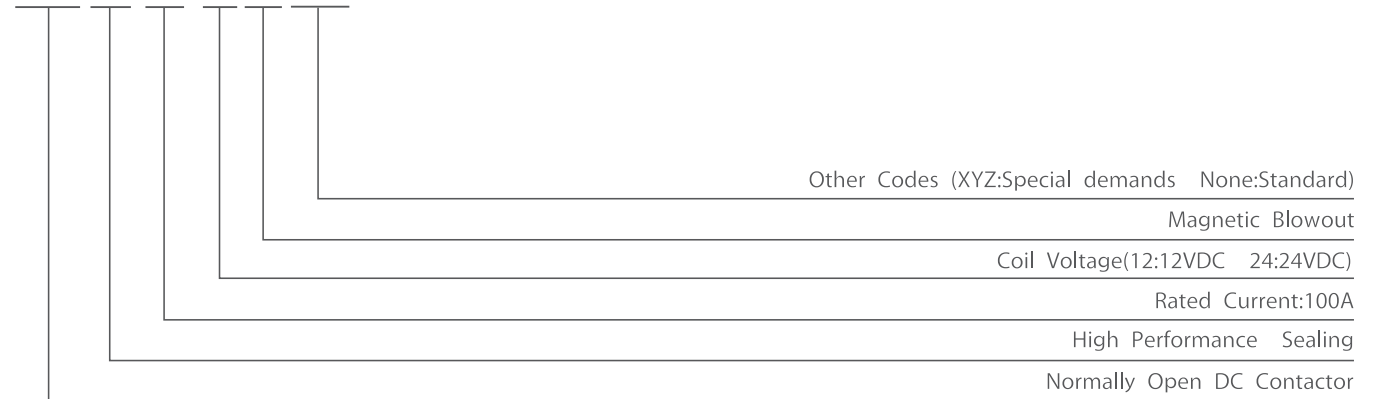 Other Codes (XYZ:Special demands None:Standard)
Magnetic Blowout
Coil Voltage(12:12VDC 24:24VDC)
Rated Current:100A
High Performance Sealing
Normally Open DC Contactor